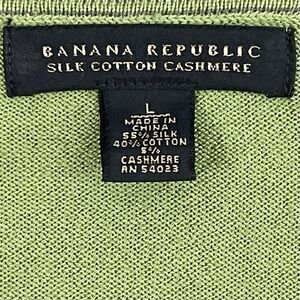 BANANA REPUBLIC
SILK COTTON CASHMERE
L
MADE IN
CHINA
55% SILK
40% COTTON
5%
CASHMERE
RN 54023